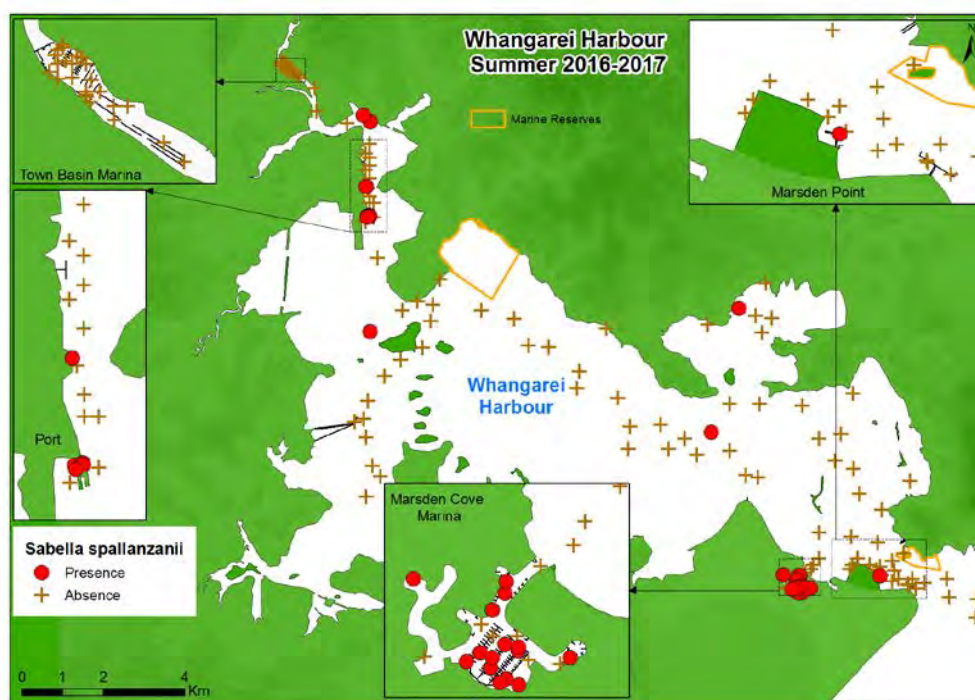 Whangarei Harbour
Summer 2016-2017
Marine Reserves
Town Basin Marina
Marsden Point
Whangarei
Harbour
Port
Marsden Cove
Marina
Sabella spallanzanii
Presence
Absence
0 1 2 4
Km